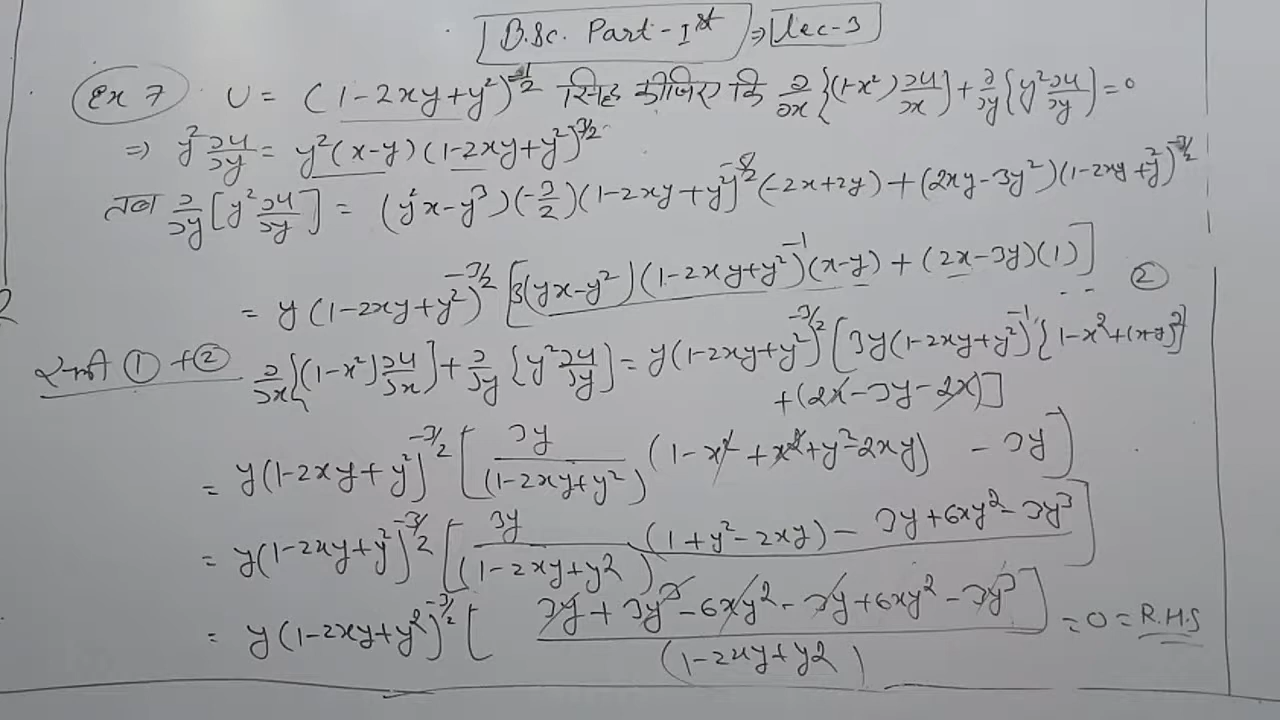 B.Sc. Part-Iˢᵗ ⇒ Lec-3
Ex 7 U = (1-2xy+y²)^-1/2 सिद्ध कीजिए कि ∂/∂x {(1-x²) ∂u/∂x} + ∂/∂y {y² ∂u/∂y} = 0
⇒ y² ∂u/∂y = y²(x-y) (1-2xy+y²)^-3/2
तब ∂/∂y [y² ∂u/∂y] = (y²x-y³)(-3/2)(1-2xy+y²)^-5/2 (-2x+2y) + (2xy-3y²)(1-2xy+y²)^-3/2
= y(1-2xy+y²)^-3/2 [3(yx-y²)(1-2xy+y²)^-1 (x-y) + (2x-3y)(1)] -- ②
① + ② ∂/∂x {(1-x²) ∂u/∂x} + ∂/∂y {y² ∂u/∂y} = y(1-2xy+y²)^-3/2 [3y(1-2xy+y²)^-1 {1-x²+(x-y)²}
+(2x-3y-2x)]
= y(1-2xy+y²)^-3/2 [3y/(1-2xy+y²) (1-x²+x²+y²-2xy) - 3y]
= y(1-2xy+y²)^-3/2 [3y (1+y²-2xy) - 3y+6xy²-3y³/(1-2xy+y2)]
= y(1-2xy+y²)^-3/2 [3y+3y³-6xy²-3y+6xy²-3y³/(1-2xy+y2)] = 0 = R.H.S